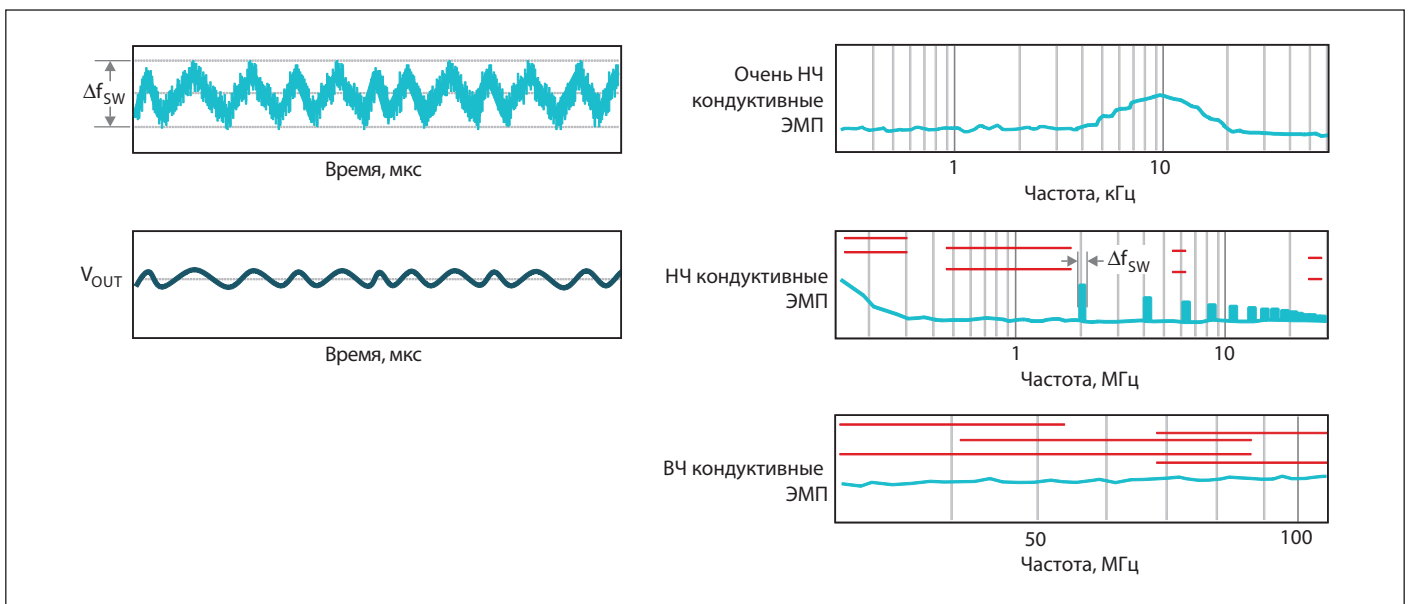 Δf_SW
Время, мкс
V_OUT
Время, мкс
Очень НЧ
кондуктивные
ЭМП
1 10
Частота, кГц
НЧ кондуктивные
ЭМП
Δf_SW
1 10
Частота, МГц
ВЧ кондуктивные
ЭМП
50 100
Частота, МГц